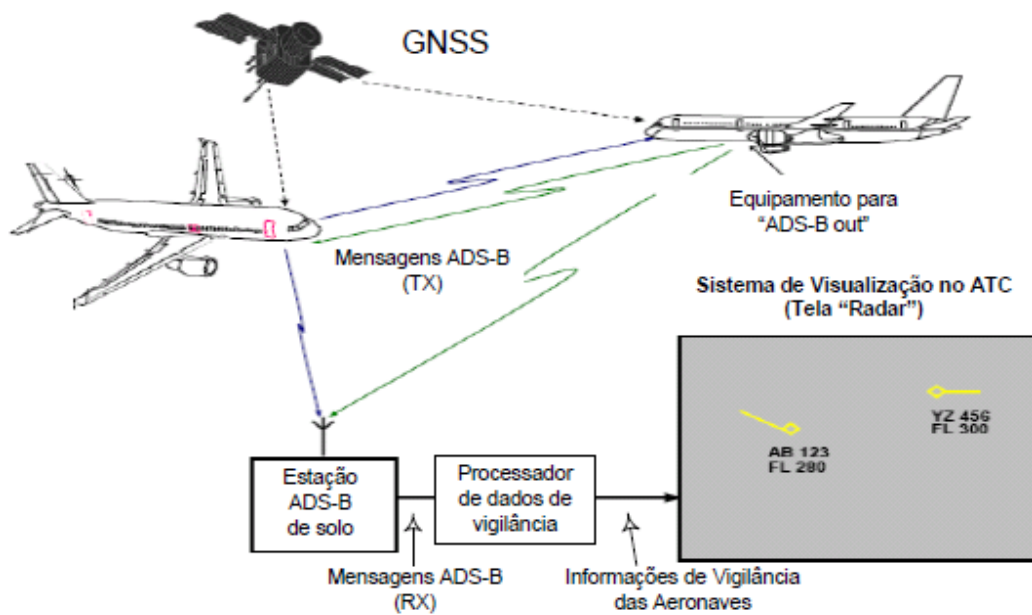 GNSS
Equipamento para
“ADS-B out”
Mensagens ADS-B
(TX)
Sistema de Visualização no ATC
(Tela “Radar”)
YZ 456
FL 300
AB 123
FL 280
Estação
ADS-B
de solo
Processador
de dados de
vigilância
Mensagens ADS-B
(RX)
Informações de Vigilância
das Aeronaves